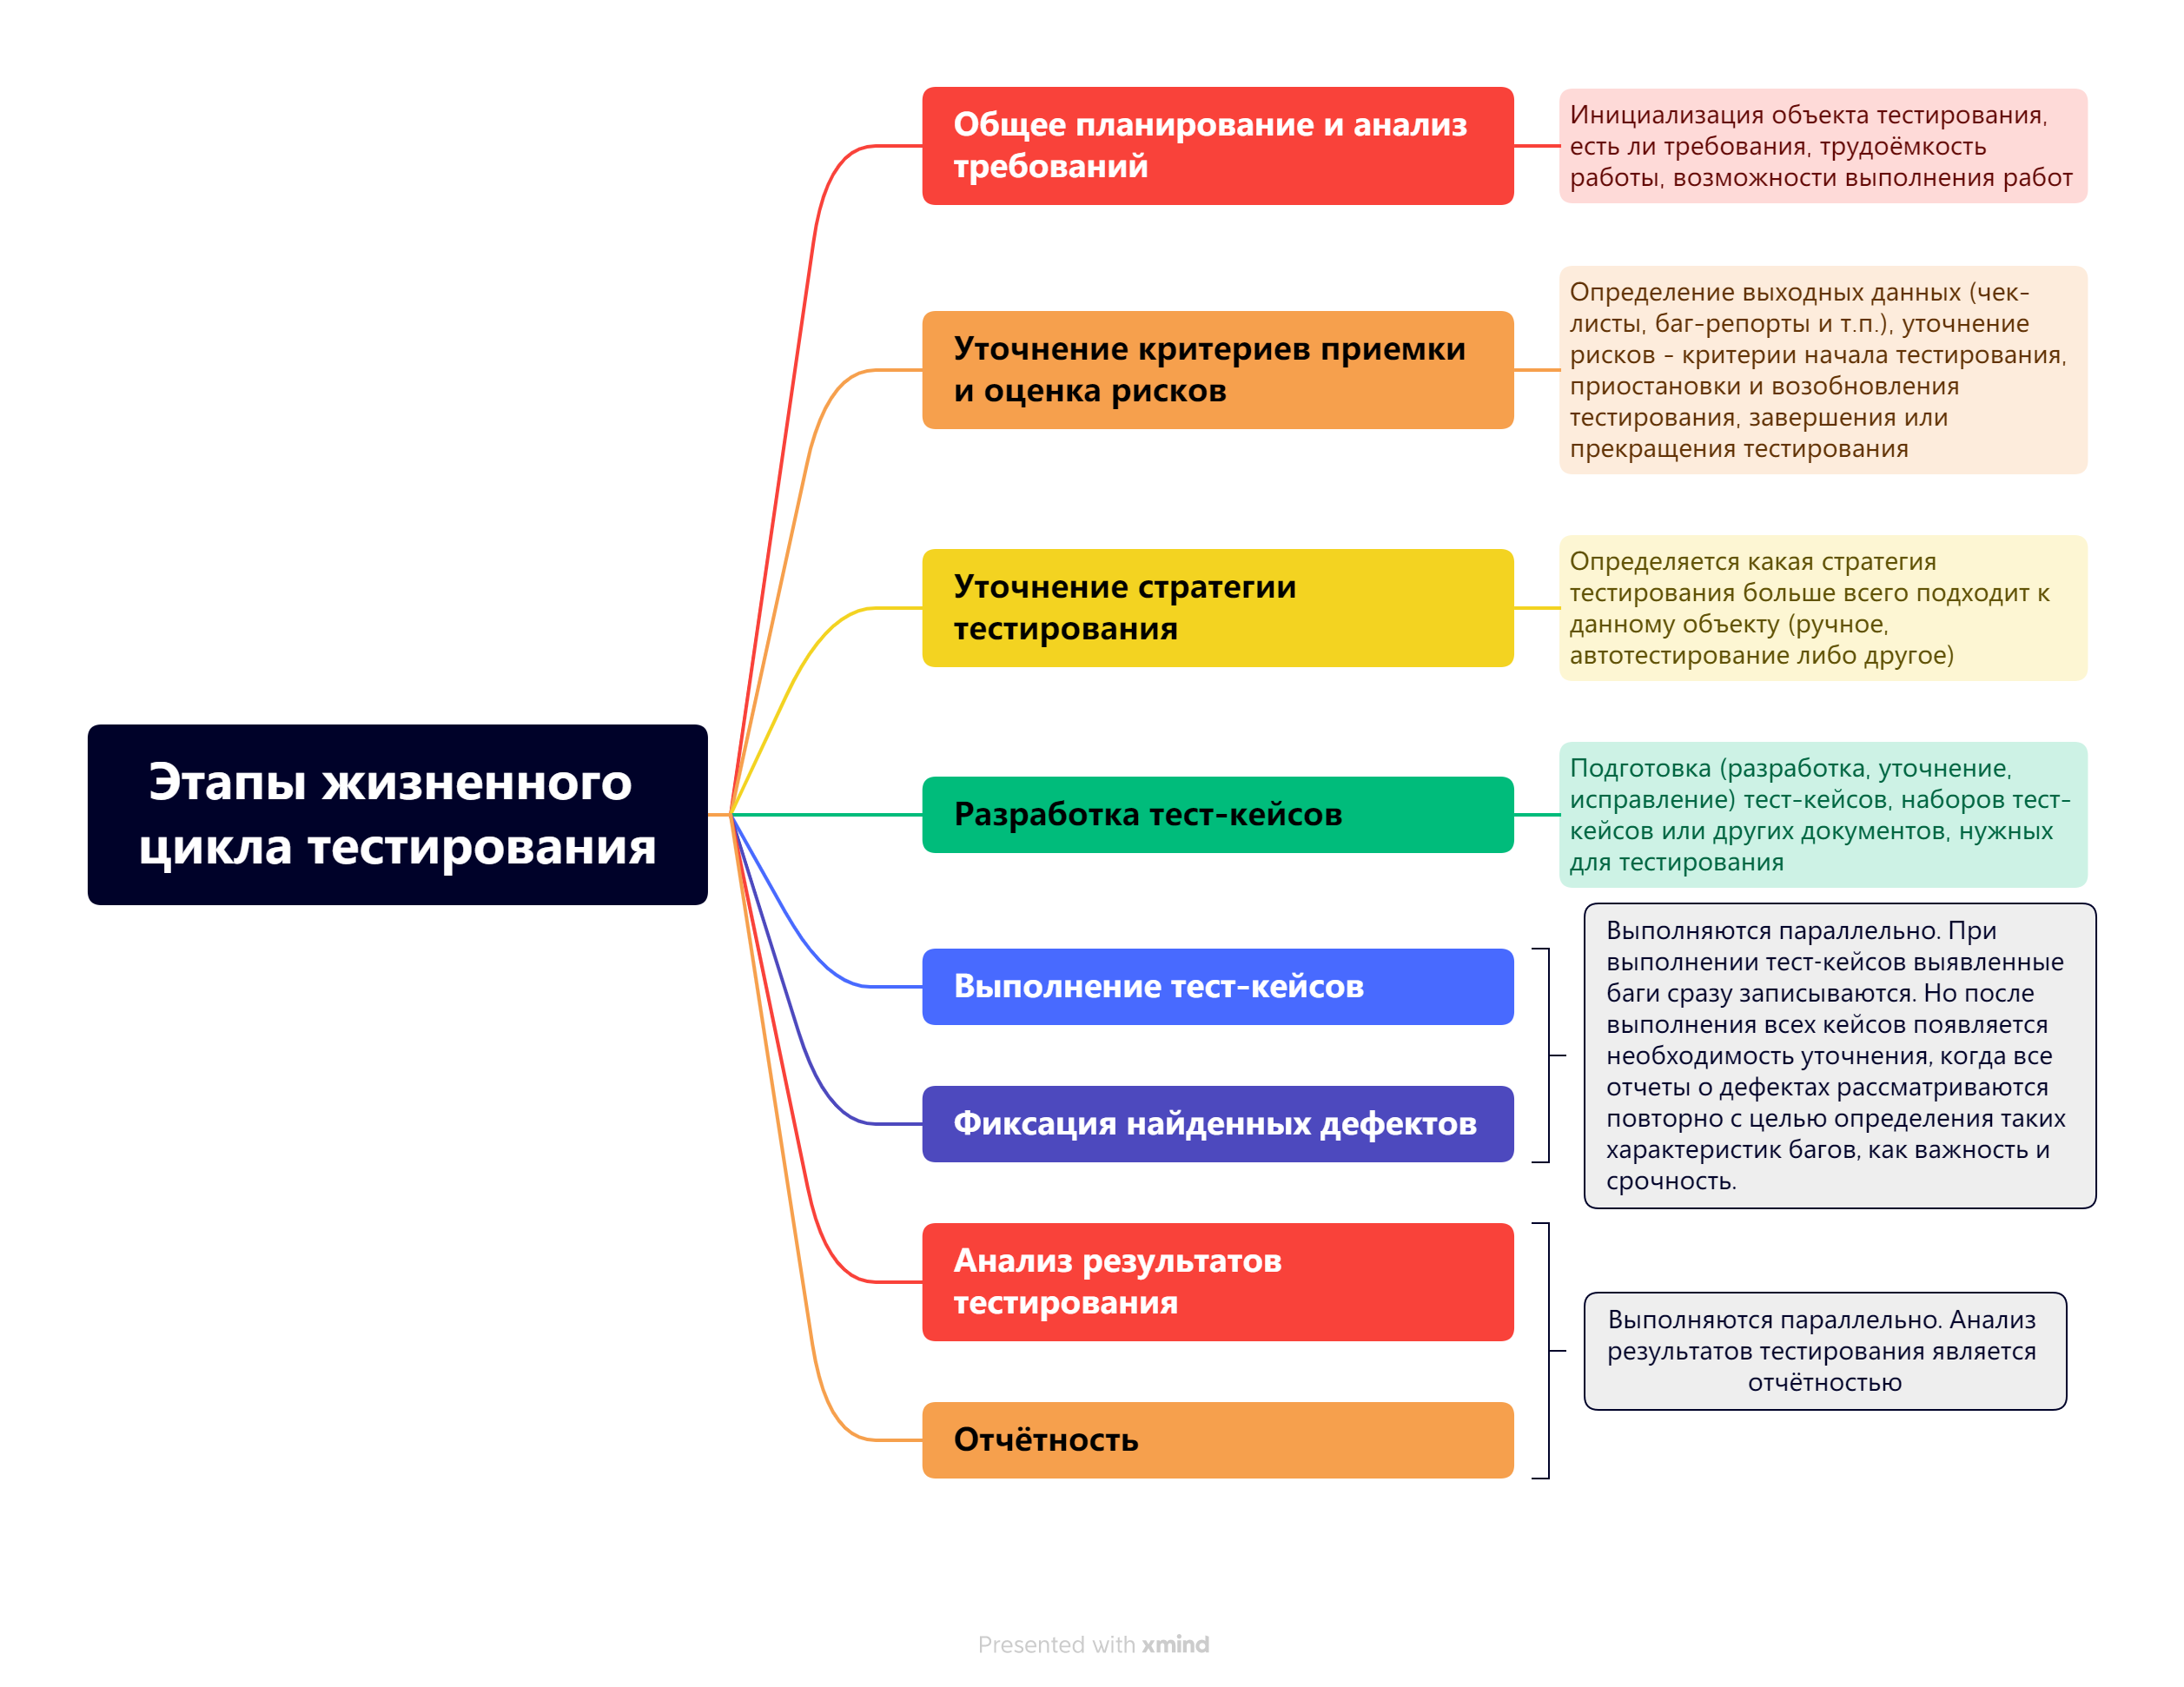 Этапы жизненного
цикла тестирования
Общее планирование и анализ
требований
Инициализация объекта тестирования,
есть ли требования, трудоёмкость
работы, возможности выполнения работ
Уточнение критериев приемки
и оценка рисков
Определение выходных данных (чек-
листы, баг-репорты и т.п.), уточнение
рисков - критерии начала тестирования,
приостановки и возобновления
тестирования, завершения или
прекращения тестирования
Уточнение стратегии
тестирования
Определяется какая стратегия
тестирования больше всего подходит к
данному объекту (ручное,
автотестирование либо другое)
Разработка тест-кейсов
Подготовка (разработка, уточнение,
исправление) тест-кейсов, наборов тест-
кейсов или других документов, нужных
для тестирования
Выполнение тест-кейсов
Фиксация найденных дефектов
Выполняются параллельно. При
выполнении тест-кейсов выявленные
баги сразу записываются. Но после
выполнения всех кейсов появляется
необходимость уточнения, когда все
отчеты о дефектах рассматриваются
повторно с целью определения таких
характеристик багов, как важность и
срочность.
Анализ результатов
тестирования
Отчётность
Выполняются параллельно. Анализ
результатов тестирования является
отчётностью
Presented with xmind